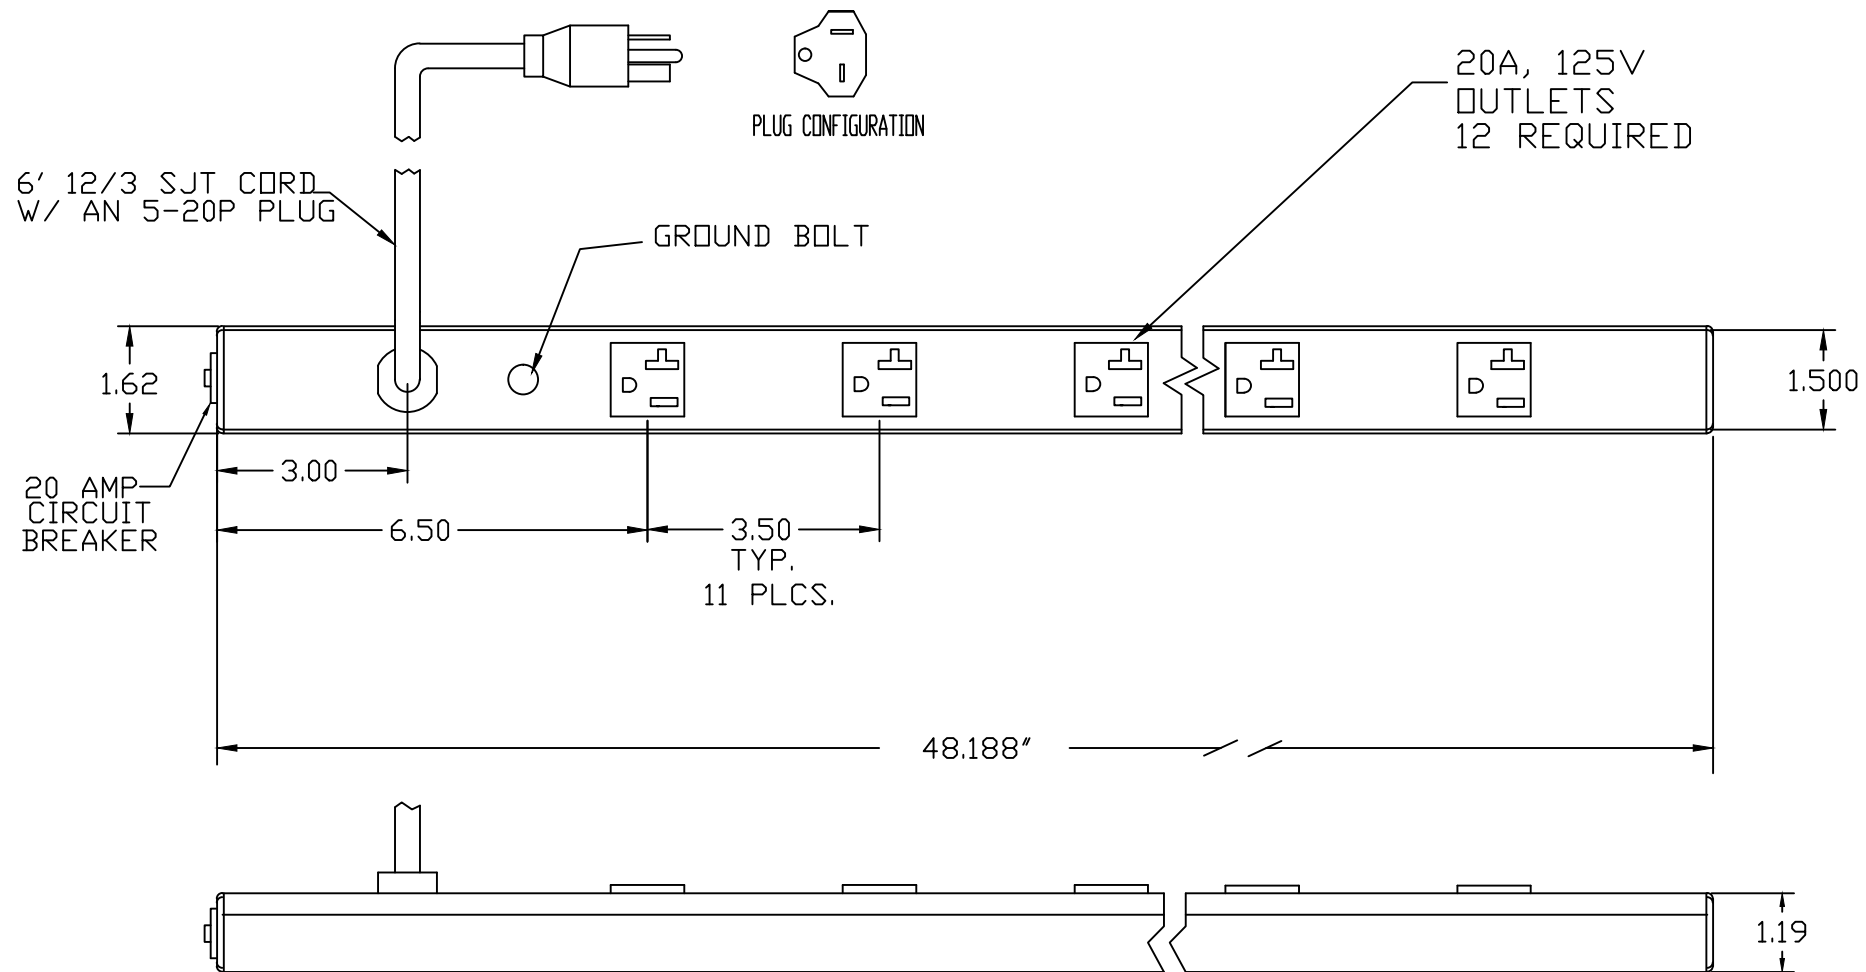 PLUG CONFIGURATION
20A, 125V
OUTLETS
12 REQUIRED
6' 12/3 SJT CORD
W/ AN 5-20P PLUG
GROUND BOLT
1.62
1.500
20 AMP
CIRCUIT
BREAKER
3.00
6.50
3.50
TYP.
11 PLCS.
48.188"
1.19